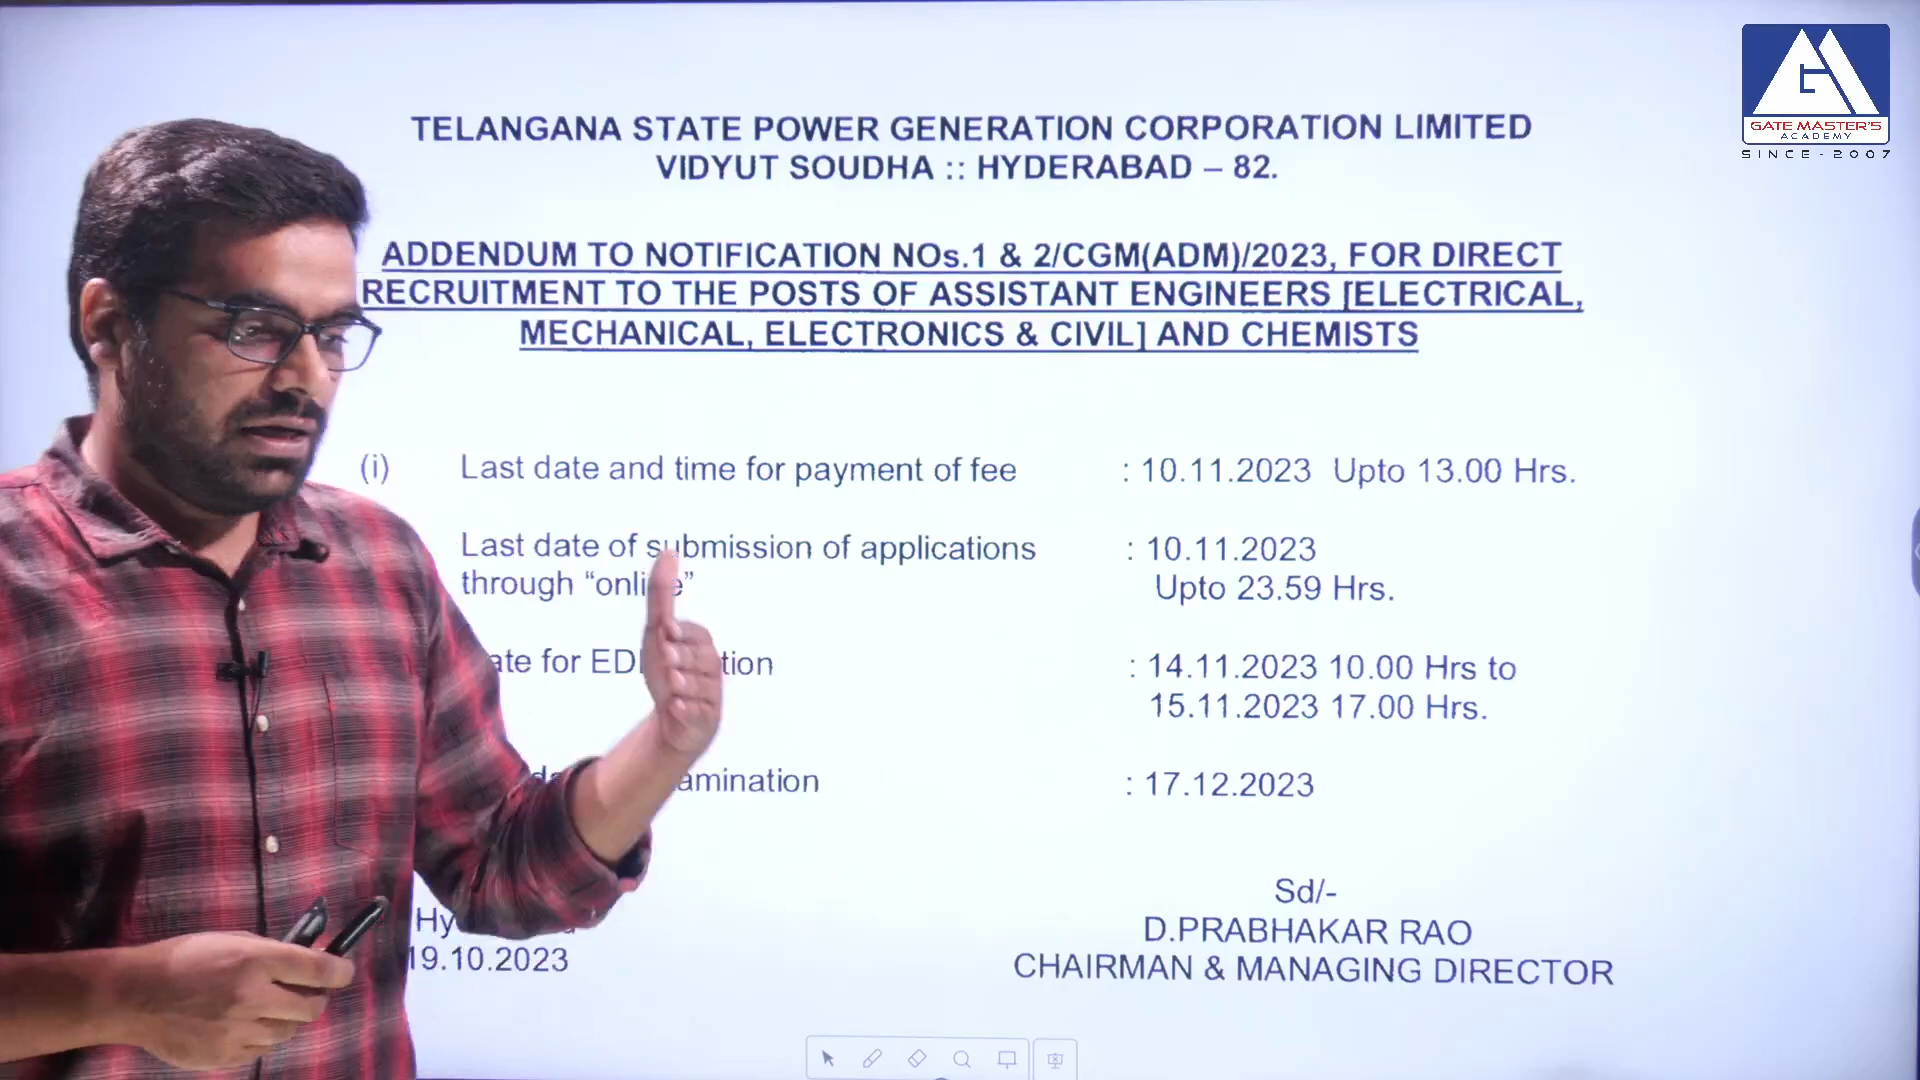 GATE MASTER'S
ACADEMY
SINCE-2007
TELANGANA STATE POWER GENERATION CORPORATION LIMITED
VIDYUT SOUDHA :: HYDERABAD – 82.
ADDENDUM TO NOTIFICATION NOs.1 & 2/CGM(ADM)/2023, FOR DIRECT
RECRUITMENT TO THE POSTS OF ASSISTANT ENGINEERS [ELECTRICAL,
MECHANICAL, ELECTRONICS & CIVIL] AND CHEMISTS
(i) Last date and time for payment of fee : 10.11.2023 Upto 13.00 Hrs.
Last date of submission of applications : 10.11.2023
through “online” Upto 23.59 Hrs.
for : 14.11.2023 10.00 Hrs to
15.11.2023 17.00 Hrs.
: 17.12.2023
Sd/-
D.PRABHAKAR RAO
19.10.2023 CHAIRMAN & MANAGING DIRECTOR